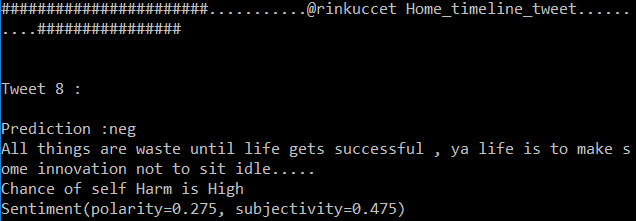 #######################...........@rinkuccet Home_timeline_tweet......
....################
Tweet 8 :
Prediction :neg
All things are waste until life gets successful , ya life is to make s
ome innovation not to sit idle.....
Chance of self Harm is High
Sentiment(polarity=0.275, subjectivity=0.475)